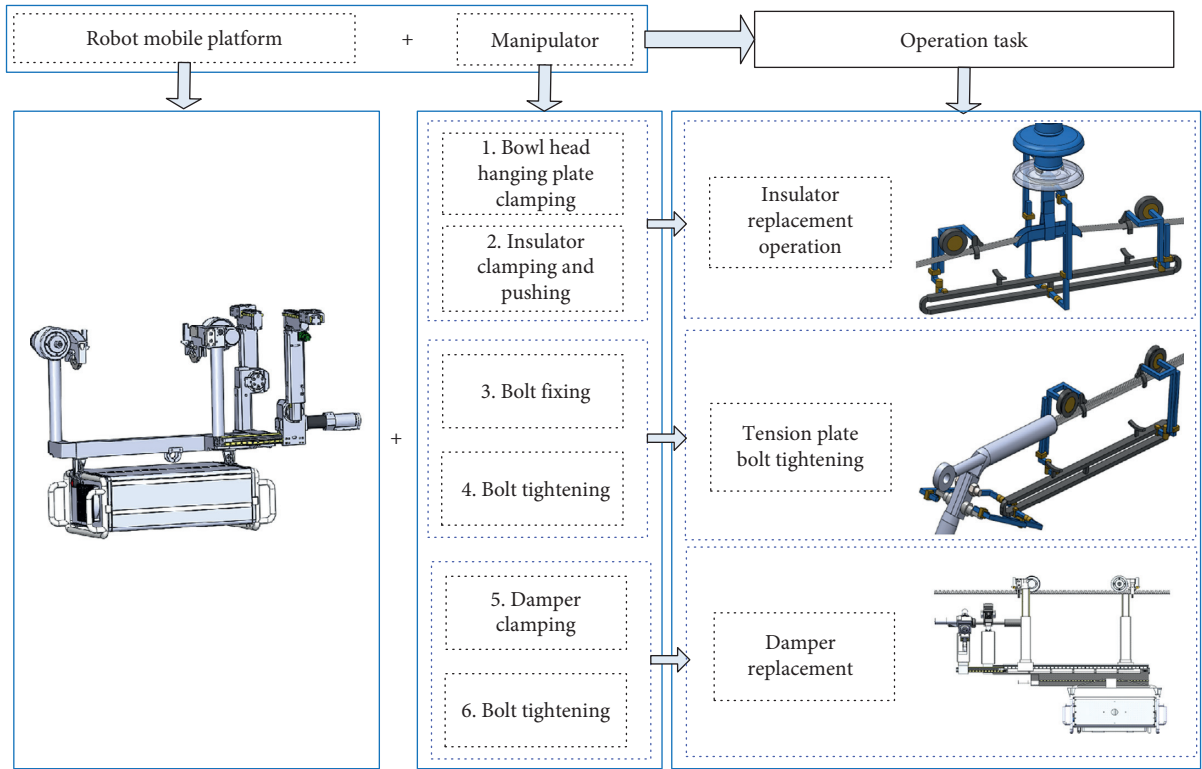 Robot mobile platform
+
Manipulator
Operation task
1. Bowl head
hanging plate
clamping
2. Insulator
clamping and
pushing
Insulator
replacement
operation
3. Bolt fixing
+
4. Bolt tightening
Tension plate
bolt tightening
5. Damper
clamping
6. Bolt tightening
Damper
replacement